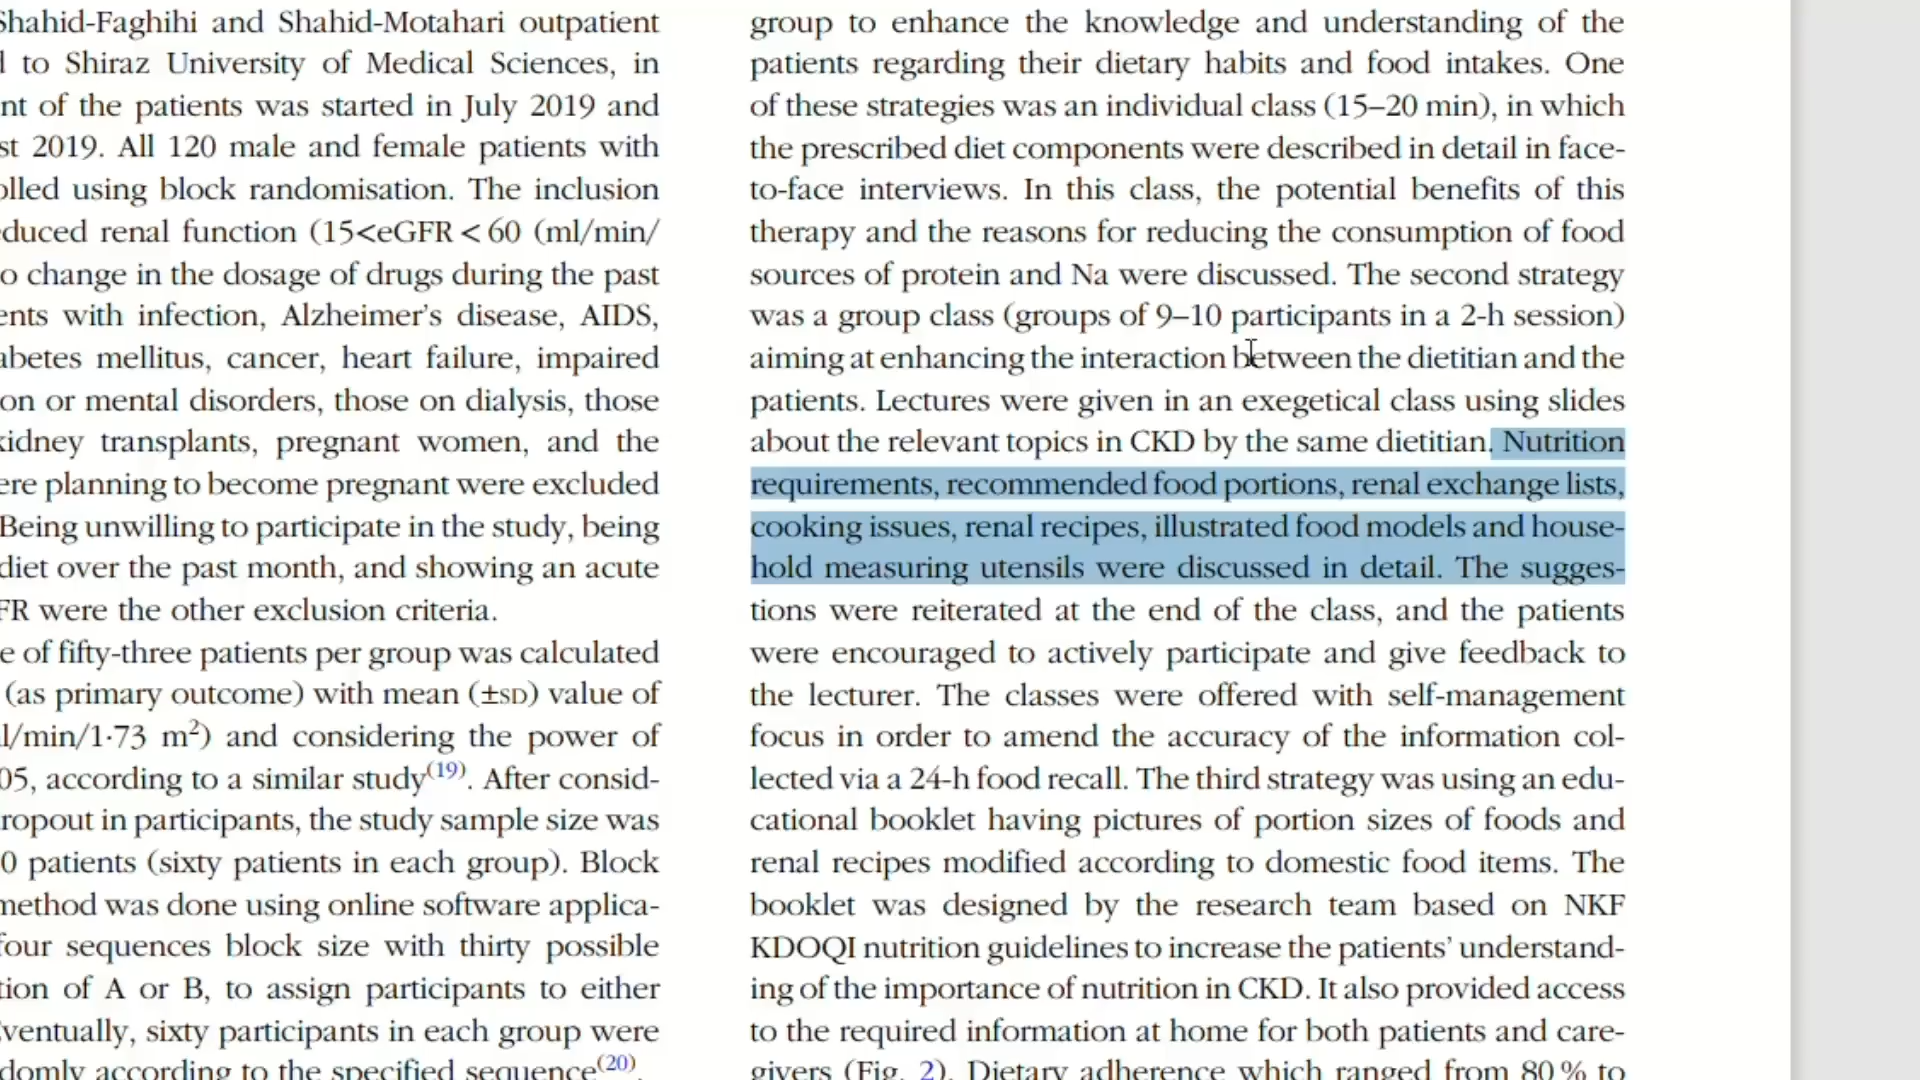 Shahid-Faghihi and Shahid-Motahari outpatient
to Shiraz University of Medical Sciences, in
of the patients was started in July 2019 and
2019. All 120 male and female patients with
using block randomisation. The inclusion
renal function (15<eGFR < 60 (ml/min/
change in the dosage of drugs during the past
with infection, Alzheimer's disease, AIDS,
mellitus, cancer, heart failure, impaired
or mental disorders, those on dialysis, those
kidney transplants, pregnant women, and the
planning to become pregnant were excluded
Being unwilling to participate in the study, being
diet over the past month, and showing an acute
were the other exclusion criteria.
of fifty-three patients per group was calculated
(as primary outcome) with mean (±SD) value of
l/min/1·73 m²) and considering the power of
05, according to a similar study(19). After consid-
in participants, the study sample size was
0 patients (sixty patients in each group). Block
method was done using online software applica-
four sequences block size with thirty possible
of A or B, to assign participants to either
sixty participants in each group were
according to the specified sequence(20).
group to enhance the knowledge and understanding of the
patients regarding their dietary habits and food intakes. One
of these strategies was an individual class (15–20 min), in which
the prescribed diet components were described in detail in face-
to-face interviews. In this class, the potential benefits of this
therapy and the reasons for reducing the consumption of food
sources of protein and Na were discussed. The second strategy
was a group class (groups of 9–10 participants in a 2-h session)
aiming at enhancing the interaction between the dietitian and the
patients. Lectures were given in an exegetical class using slides
about the relevant topics in CKD by the same dietitian. Nutrition
requirements, recommended food portions, renal exchange lists,
cooking issues, renal recipes, illustrated food models and house-
hold measuring utensils were discussed in detail. The sugges-
tions were reiterated at the end of the class, and the patients
were encouraged to actively participate and give feedback to
the lecturer. The classes were offered with self-management
focus in order to amend the accuracy of the information col-
lected via a 24-h food recall. The third strategy was using an edu-
cational booklet having pictures of portion sizes of foods and
renal recipes modified according to domestic food items. The
booklet was designed by the research team based on NKF
KDOQI nutrition guidelines to increase the patients' understand-
ing of the importance of nutrition in CKD. It also provided access
to the required information at home for both patients and care-
givers (Fig. 2). Dietary adherence which ranged from 80 % to